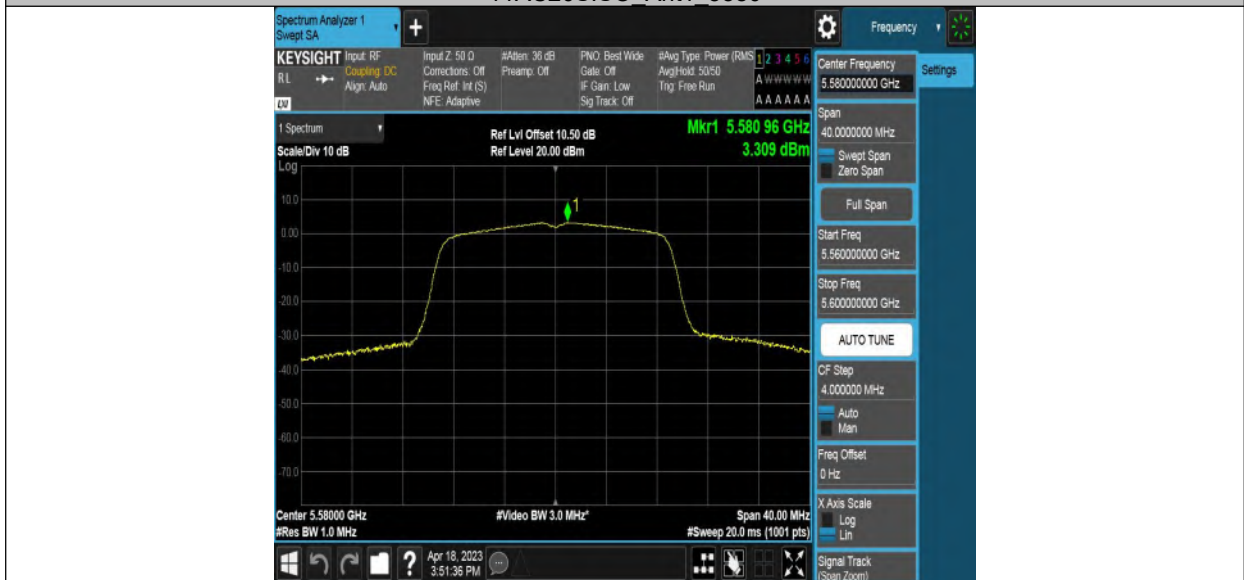 Spectrum Analyzer 1
Swept SA
Frequency
KEYSIGHT
RL
LXI
Input: RF
Coupling: DC
Align: Auto
Input Z: 50 Ω
Corrections: Off
Freq Ref: Int (S)
NFE: Adaptive
#Atten: 36 dB
Preamp: Off
PNO: Best Wide
Gate: Off
IF Gain: Low
Sig Track: Off
#Avg Type: Power (RMS
Avg|Hold: 50/50
Trig: Free Run
1 2 3 4 5 6
A W W W W W
A A A A A A
Center Frequency
5.580000000 GHz
Settings
1 Spectrum
Scale/Div 10 dB
Ref Lvl Offset 10.50 dB
Ref Level 20.00 dBm
Mkr1 5.580 96 GHz
3.309 dBm
Log
10.0
0.00
-10.0
-20.0
-30.0
-40.0
-50.0
-60.0
-70.0
1
Center 5.58000 GHz
#Res BW 1.0 MHz
#Video BW 3.0 MHz*
Span 40.00 MHz
#Sweep 20.0 ms (1001 pts)
Span
40.0000000 MHz
Swept Span
Zero Span
Full Span
Start Freq
5.560000000 GHz
Stop Freq
5.600000000 GHz
AUTO TUNE
CF Step
4.000000 MHz
Auto
Man
Freq Offset
0 Hz
X Axis Scale
Log
Lin
Signal Track
(Span Zoom)
?
Apr 18, 2023
3:51:36 PM